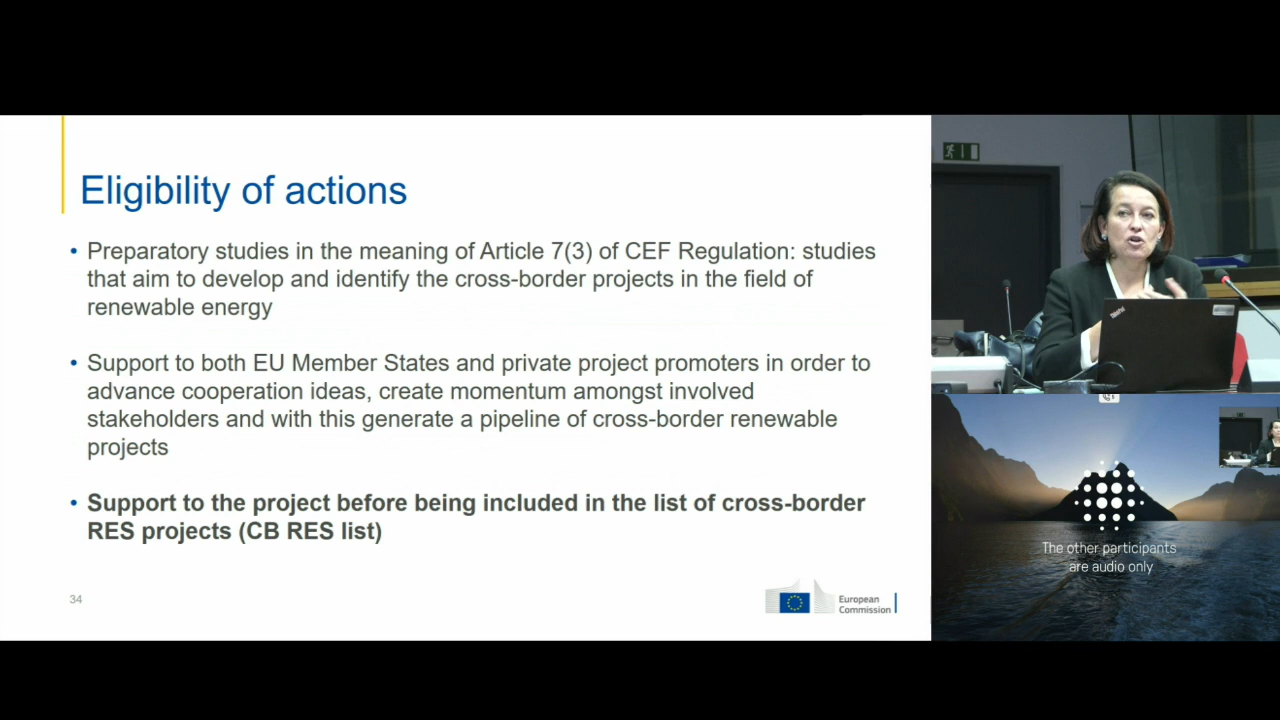 Eligibility of actions
• Preparatory studies in the meaning of Article 7(3) of CEF Regulation: studies
that aim to develop and identify the cross-border projects in the field of
renewable energy
• Support to both EU Member States and private project promoters in order to
advance cooperation ideas, create momentum amongst involved
stakeholders and with this generate a pipeline of cross-border renewable
projects
• Support to the project before being included in the list of cross-border
RES projects (CB RES list)
34
European
Commission
ThinkPad
The other participants
are audio only